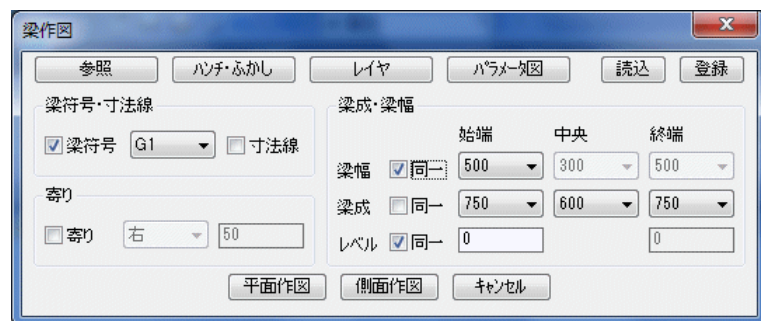 梁作図
参照 ハンチ・ふかし レイヤ パラメータ図 読込 登録
梁符号・寸法線
梁符号 G1 寸法線
寄り
寄り 右 50
梁成・梁幅
始端 中央 終端
梁幅 同一 500 300 500
梁成 同一 750 600 750
レベル 同一 0 0
平面作図 側面作図 キャンセル